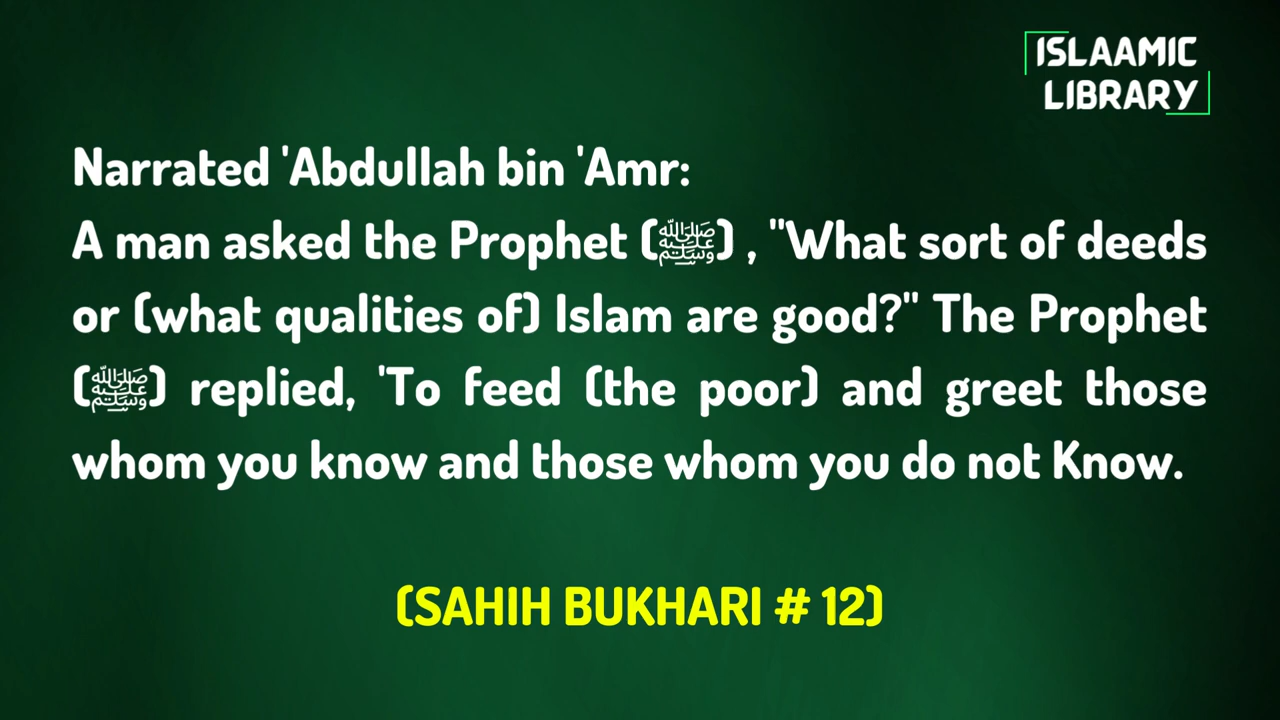 ISLAAMIC
LIBRARY
Narrated 'Abdullah bin 'Amr:
A man asked the Prophet (ﷺ) , "What sort of deeds
or (what qualities of) Islam are good?" The Prophet
(ﷺ) replied, 'To feed (the poor) and greet those
whom you know and those whom you do not Know.
(SAHIH BUKHARI # 12)